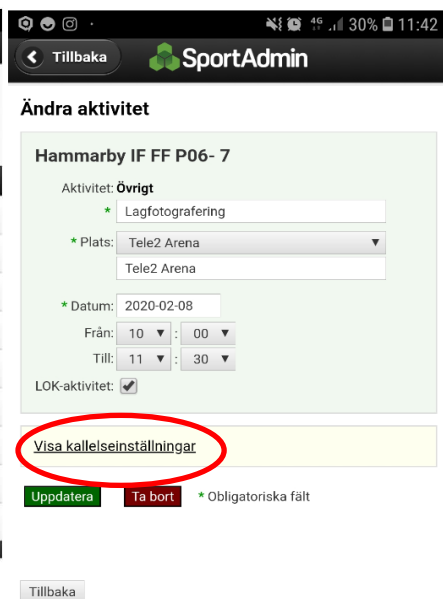 4G 30% 11:42
Tillbaka SportAdmin
Ändra aktivitet
Hammarby IF FF P06- 7
Aktivitet: Övrigt
* Lagfotografering
* Plats: Tele2 Arena
Tele2 Arena
* Datum: 2020-02-08
Från: 10 : 00
Till: 11 : 30
LOK-aktivitet:
Visa kallelseinställningar
Uppdatera Ta bort * Obligatoriska fält
Tillbaka